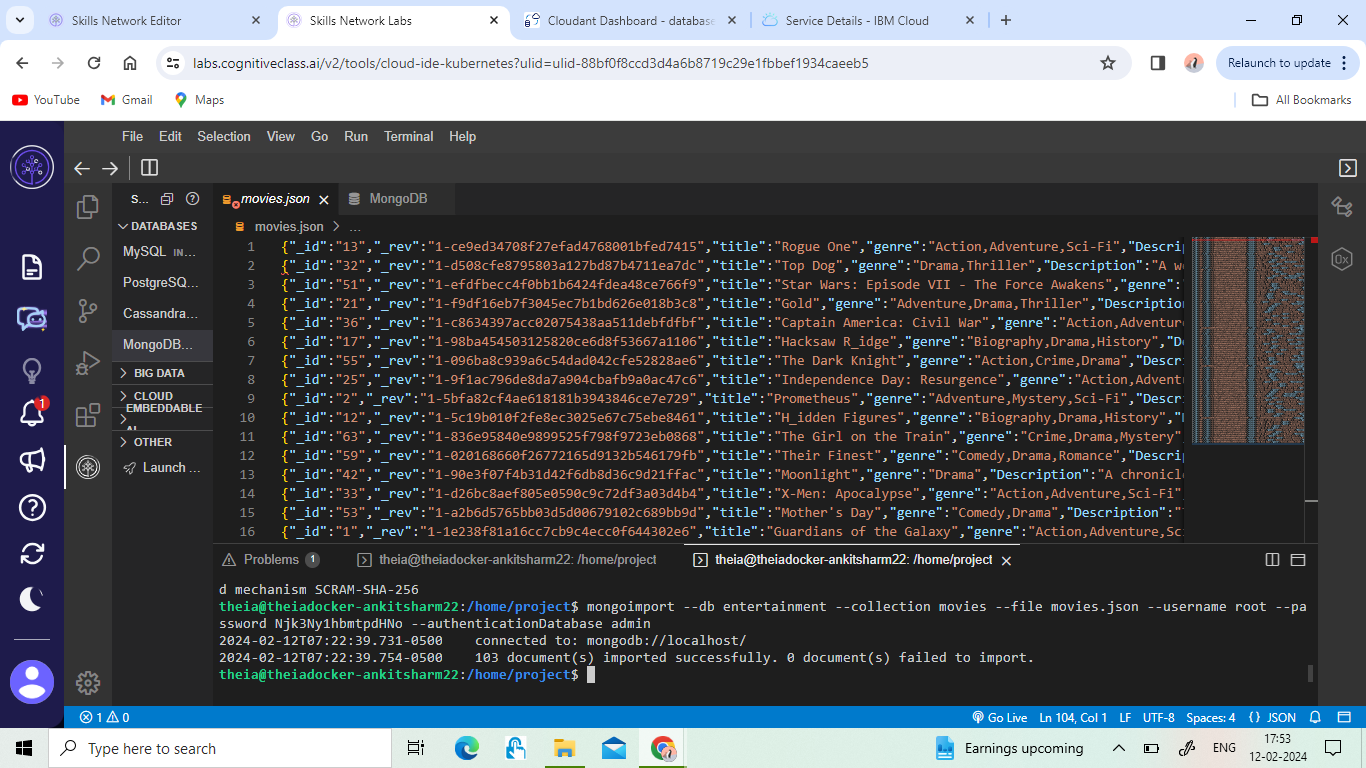 Skills Network Editor
Skills Network Labs
Cloudant Dashboard - database
Service Details - IBM Cloud
labs.cognitiveclass.ai/v2/tools/cloud-ide-kubernetes?ulid=ulid-88bf0f8ccd3d4a6b8719c29e1fbbef1934caeeb5
Relaunch to update
YouTube
Gmail
Maps
All Bookmarks
File Edit Selection View Go Run Terminal Help
S...
movies.json
MongoDB
DATABASES
MySQL IN...
PostgreSQ...
Cassandra...
MongoDB...
BIG DATA
CLOUD
EMBEDDABLE
AI
OTHER
Launch ...
1
movies.json
...
1 {"_id":"13","_rev":"1-ce9ed34708f27efad4768001bfed7415","title":"Rogue One","genre":"Action,Adventure,Sci-Fi","Descrip
2 {"_id":"32","_rev":"1-d508cfe8795803a127bd87b4711ea7dc","title":"Top Dog","genre":"Drama,Thriller","Description":"A w
3 {"_id":"51","_rev":"1-efdfbecc4f0bb1b6424fdea48ce766f9","title":"Star Wars: Episode VII - The Force Awakens","genre":"
4 {"_id":"21","_rev":"1-f9df16eb7f3045ec7b1bd626e018b3c8","title":"Gold","genre":"Adventure,Drama,Thriller","Description
5 {"_id":"36","_rev":"1-c8634397acc02075438aa511debfdfbf","title":"Captain America: Civil War","genre":"Action,Adventure
6 {"_id":"17","_rev":"1-98ba454503125820ce6d8f53667a1106","title":"Hacksaw R_idge","genre":"Biography,Drama,History","De
7 {"_id":"55","_rev":"1-096ba8c939a6c54dad042cfe52828ae6","title":"The Dark Knight","genre":"Action,Crime,Drama","Descri
8 {"_id":"25","_rev":"1-9f1ac796de8da7a904cbafb9a0ac47c6","title":"Independence Day: Resurgence","genre":"Action,Advent
9 {"_id":"2","_rev":"1-5bfa82cf4ae618181b3943846ce7e729","title":"Prometheus","genre":"Adventure,Mystery,Sci-Fi","Desc
10 {"_id":"12","_rev":"1-5c19b010f2fe8ec3025e67c75ebe8461","title":"H_idden Figures","genre":"Biography,Drama,History","
11 {"_id":"63","_rev":"1-836e95840e9899525f798f9723eb0868","title":"The Girl on the Train","genre":"Crime,Drama,Mystery"
12 {"_id":"59","_rev":"1-020168660f26772165d9132b546179fb","title":"Their Finest","genre":"Comedy,Drama,Romance","Descrip
13 {"_id":"42","_rev":"1-90e3f07f4b31d42f6db8d36c9d21ffac","title":"Moonlight","genre":"Drama","Description":"A chronicl
14 {"_id":"33","_rev":"1-d26bc8aef805e0590c9c72df3a03d4b4","title":"X-Men: Apocalypse","genre":"Action,Adventure,Sci-Fi"
15 {"_id":"53","_rev":"1-a2b6d5765bb03d5d00679102c689bb9d","title":"Mother's Day","genre":"Comedy,Drama","Description":"
16 {"_id":"1","_rev":"1-1e238f81a16cc7cb9c4ecc0f644302e6","title":"Guardians of the Galaxy","genre":"Action,Adventure,Sc
Problems 1
theia@theiadocker-ankitsharm22: /home/project
theia@theiadocker-ankitsharm22: /home/project
d mechanism SCRAM-SHA-256
theia@theiadocker-ankitsharm22:/home/project$ mongoimport --db entertainment --collection movies --file movies.json --username root --pa
ssword Njk3Ny1hbmtpdHNo --authenticationDatabase admin
2024-02-12T07:22:39.731-0500 connected to: mongodb://localhost/
2024-02-12T07:22:39.754-0500 103 document(s) imported successfully. 0 document(s) failed to import.
theia@theiadocker-ankitsharm22:/home/project$
1 0
Go Live
Ln 104, Col 1
LF
UTF-8
Spaces: 4
{ } JSON
Type here to search
Earnings upcoming
ENG
17:53
12-02-2024